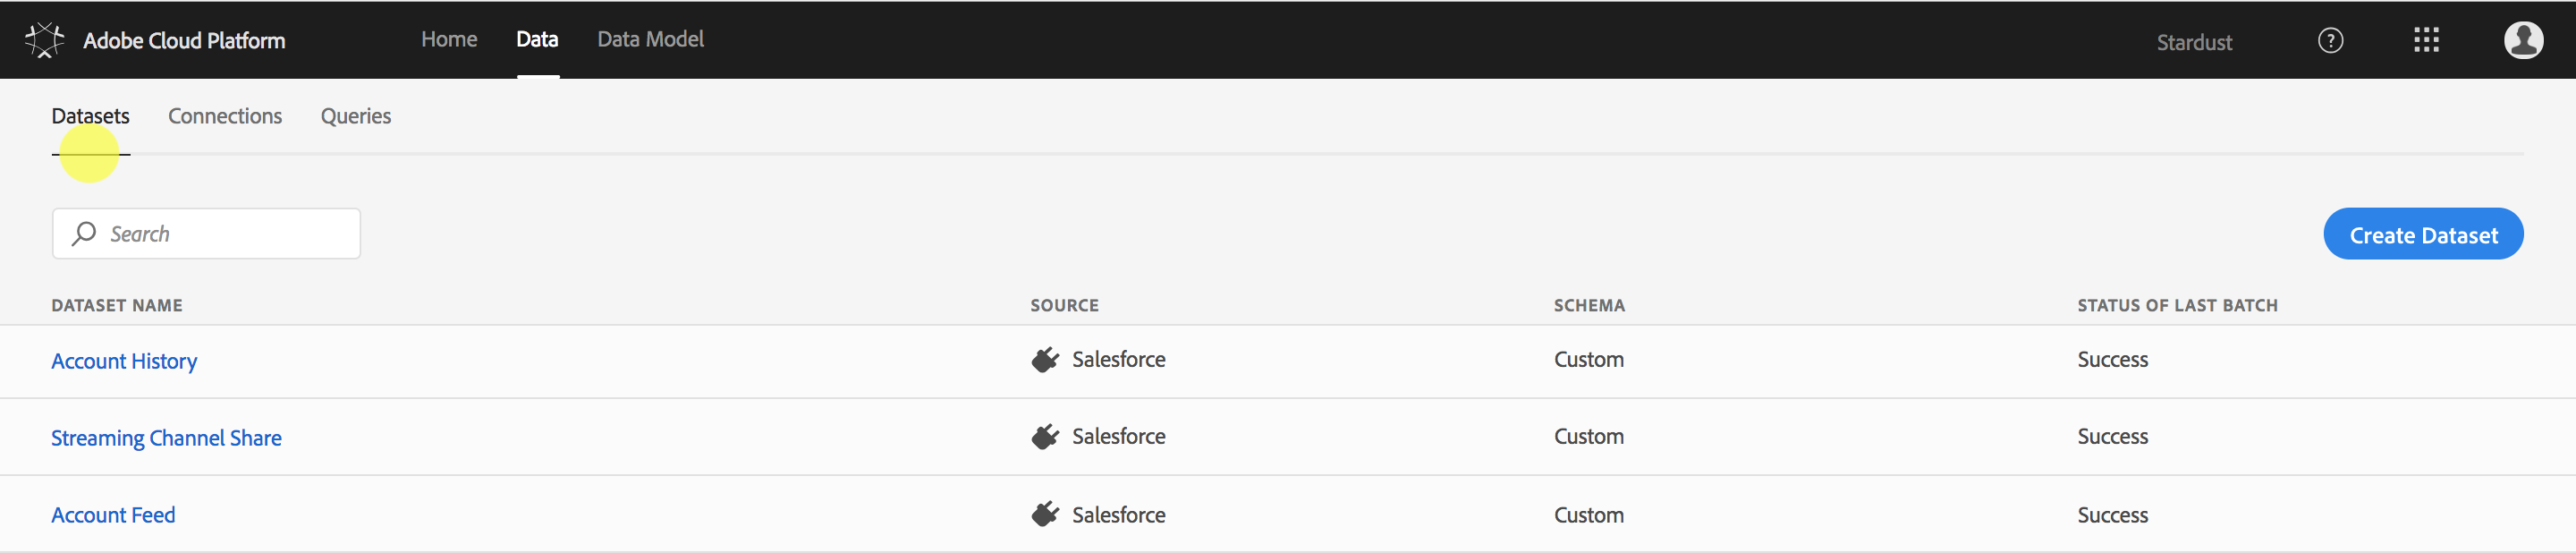 Adobe Cloud Platform Home Data Data Model Stardust ?
Datasets Connections Queries
Search Create Dataset
DATASET NAME SOURCE SCHEMA STATUS OF LAST BATCH
Account History Salesforce Custom Success
Streaming Channel Share Salesforce Custom Success
Account Feed Salesforce Custom Success